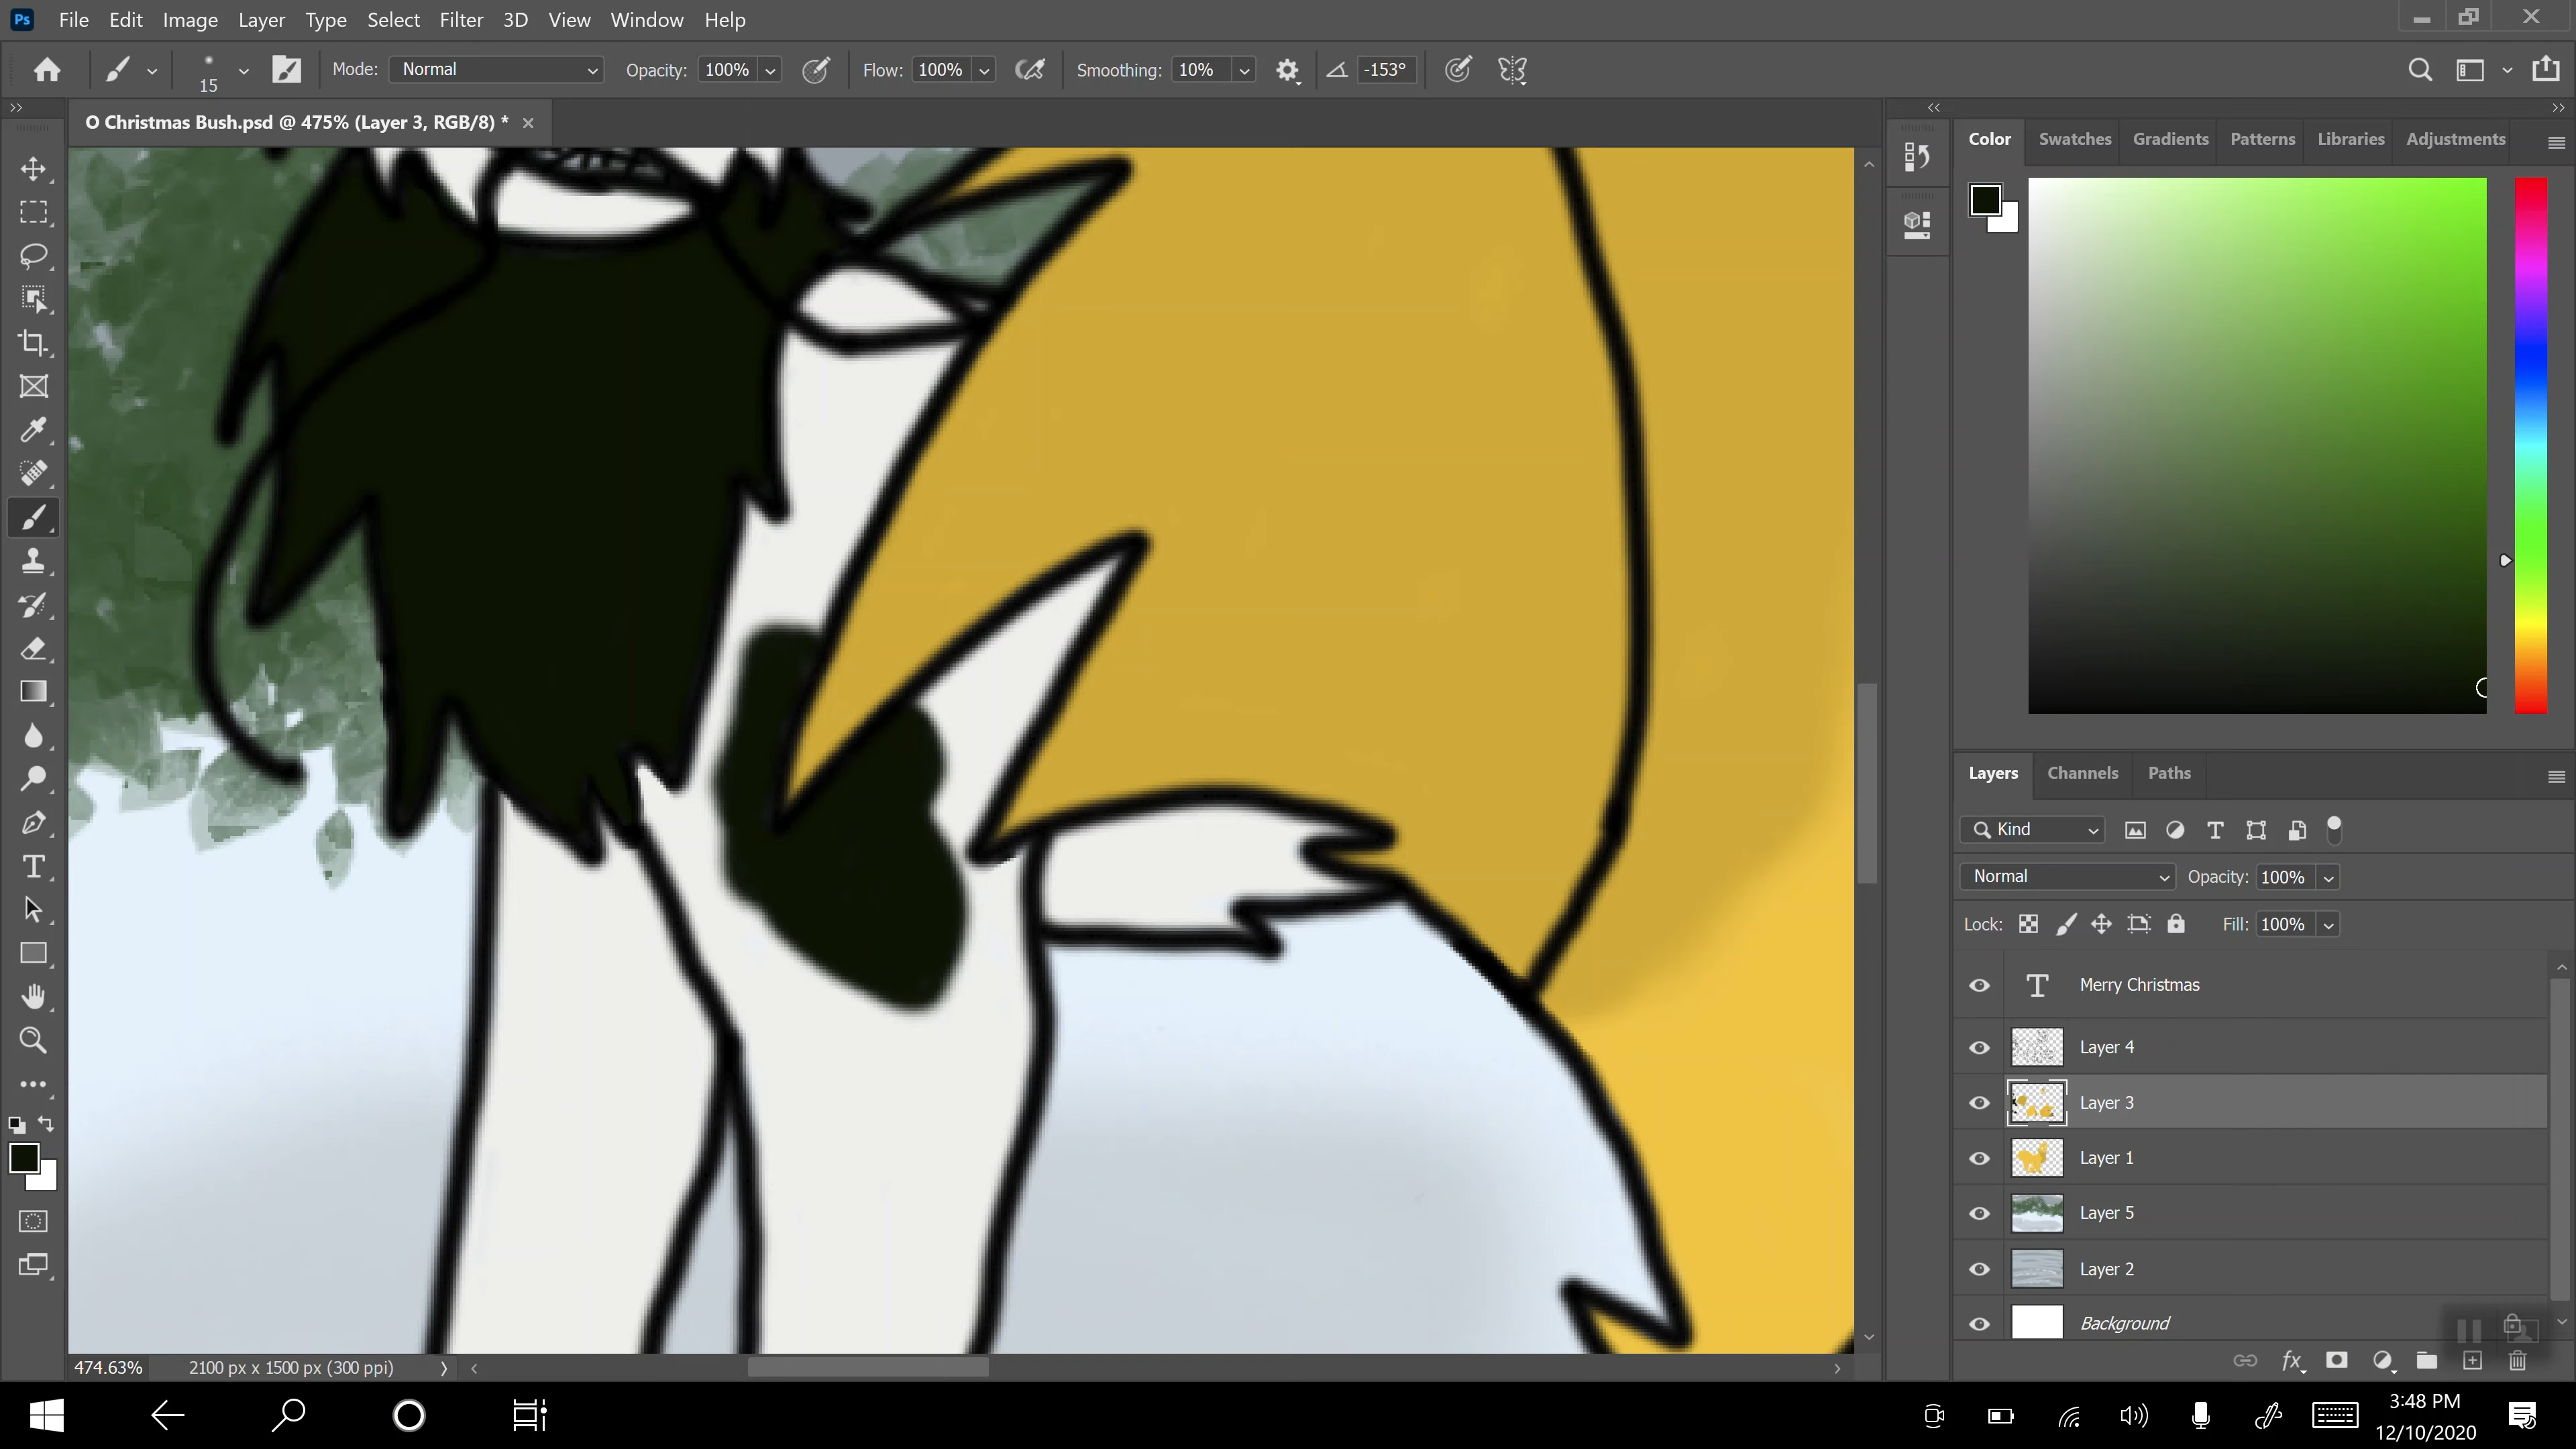 Ps File Edit Image Layer Type Select Filter 3D View Window Help
15 Mode: Normal Opacity: 100% Flow: 100% Smoothing: 10% -153°
O Christmas Bush.psd @ 475% (Layer 3, RGB/8) *
Color Swatches Gradients Patterns Libraries Adjustments
Layers Channels Paths
Kind
Normal Opacity: 100%
Lock: Fill: 100%
Merry Christmas
Layer 4
Layer 3
Layer 1
Layer 5
Layer 2
Background
fx
474.63% 2100 px x 1500 px (300 ppi)
3:48 PM
12/10/2020